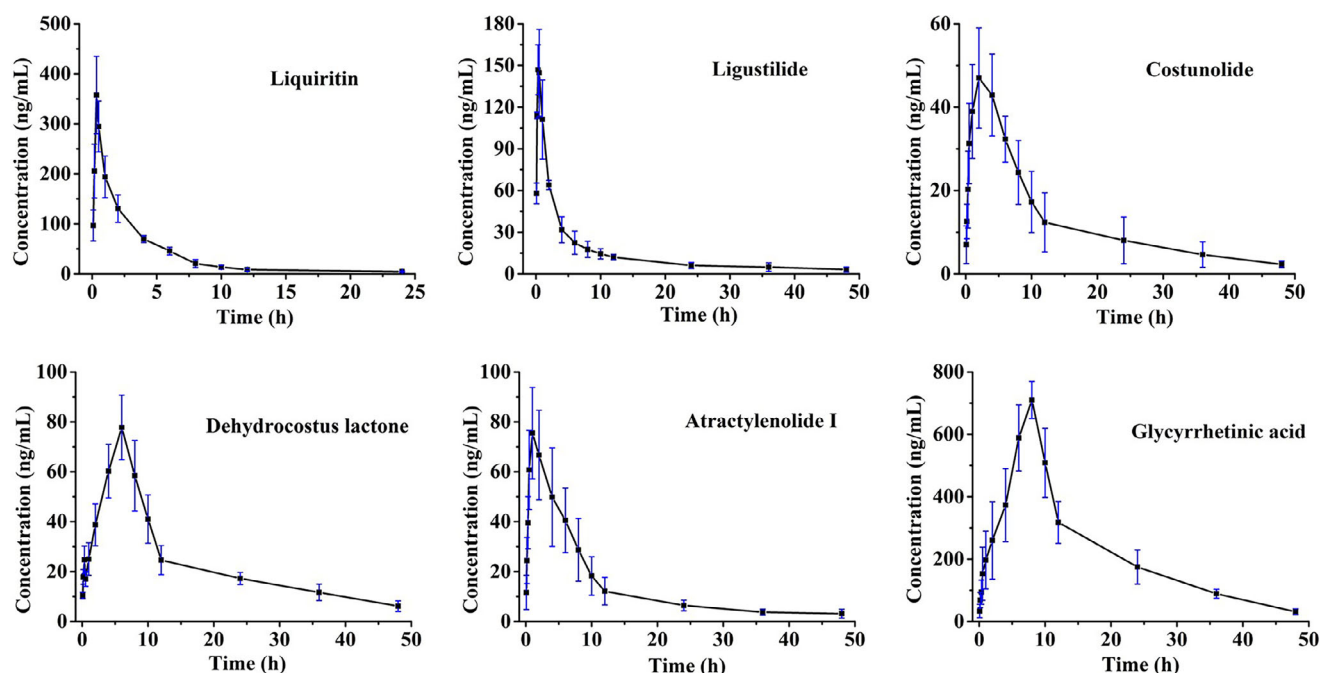 500
400
300
200
100
0
Concentration (ng/mL)
Liquiritin
0 5 10 15 20 25
Time (h)
180
150
120
90
60
30
0
Concentration (ng/mL)
Ligustilide
0 10 20 30 40 50
Time (h)
60
40
20
0
Concentration (ng/mL)
Costunolide
0 10 20 30 40 50
Time (h)
100
80
60
40
20
0
Concentration (ng/mL)
Dehydrocostus lactone
0 10 20 30 40 50
Time (h)
100
80
60
40
20
0
Concentration (ng/mL)
Atractylenolide I
0 10 20 30 40 50
Time (h)
800
600
400
200
0
Concentration (ng/mL)
Glycyrrhetinic acid
0 10 20 30 40 50
Time (h)